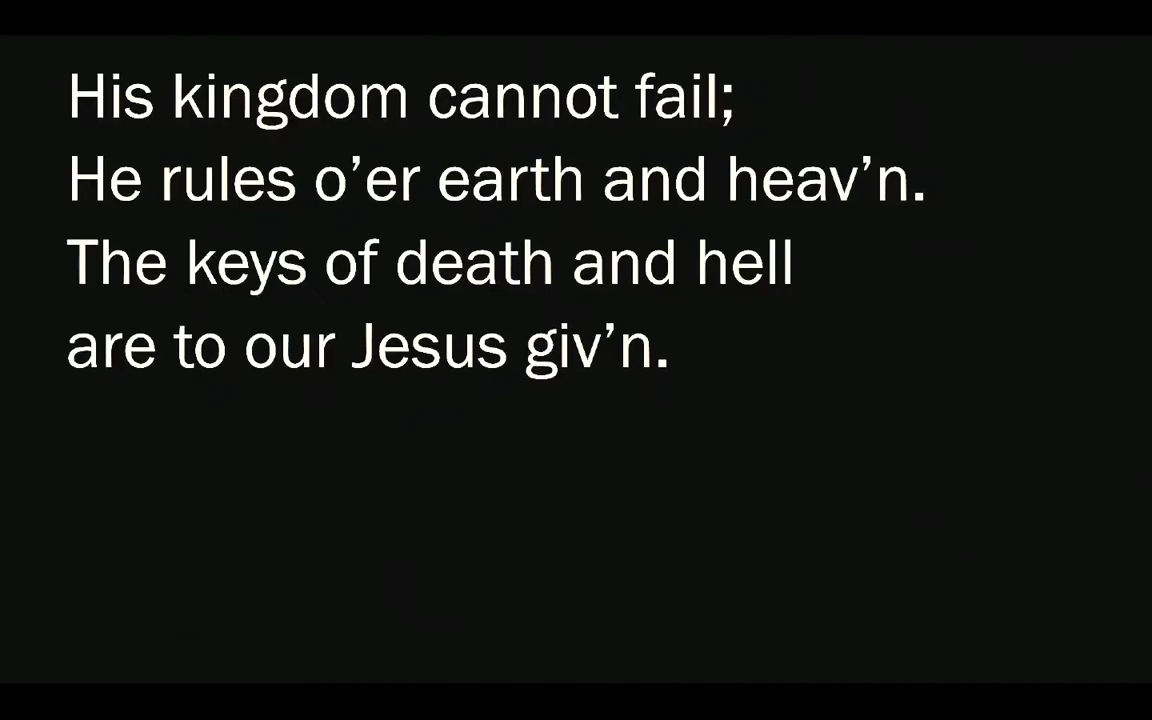 His kingdom cannot fail;
He rules o’er earth and heav’n.
The keys of death and hell
are to our Jesus giv’n.